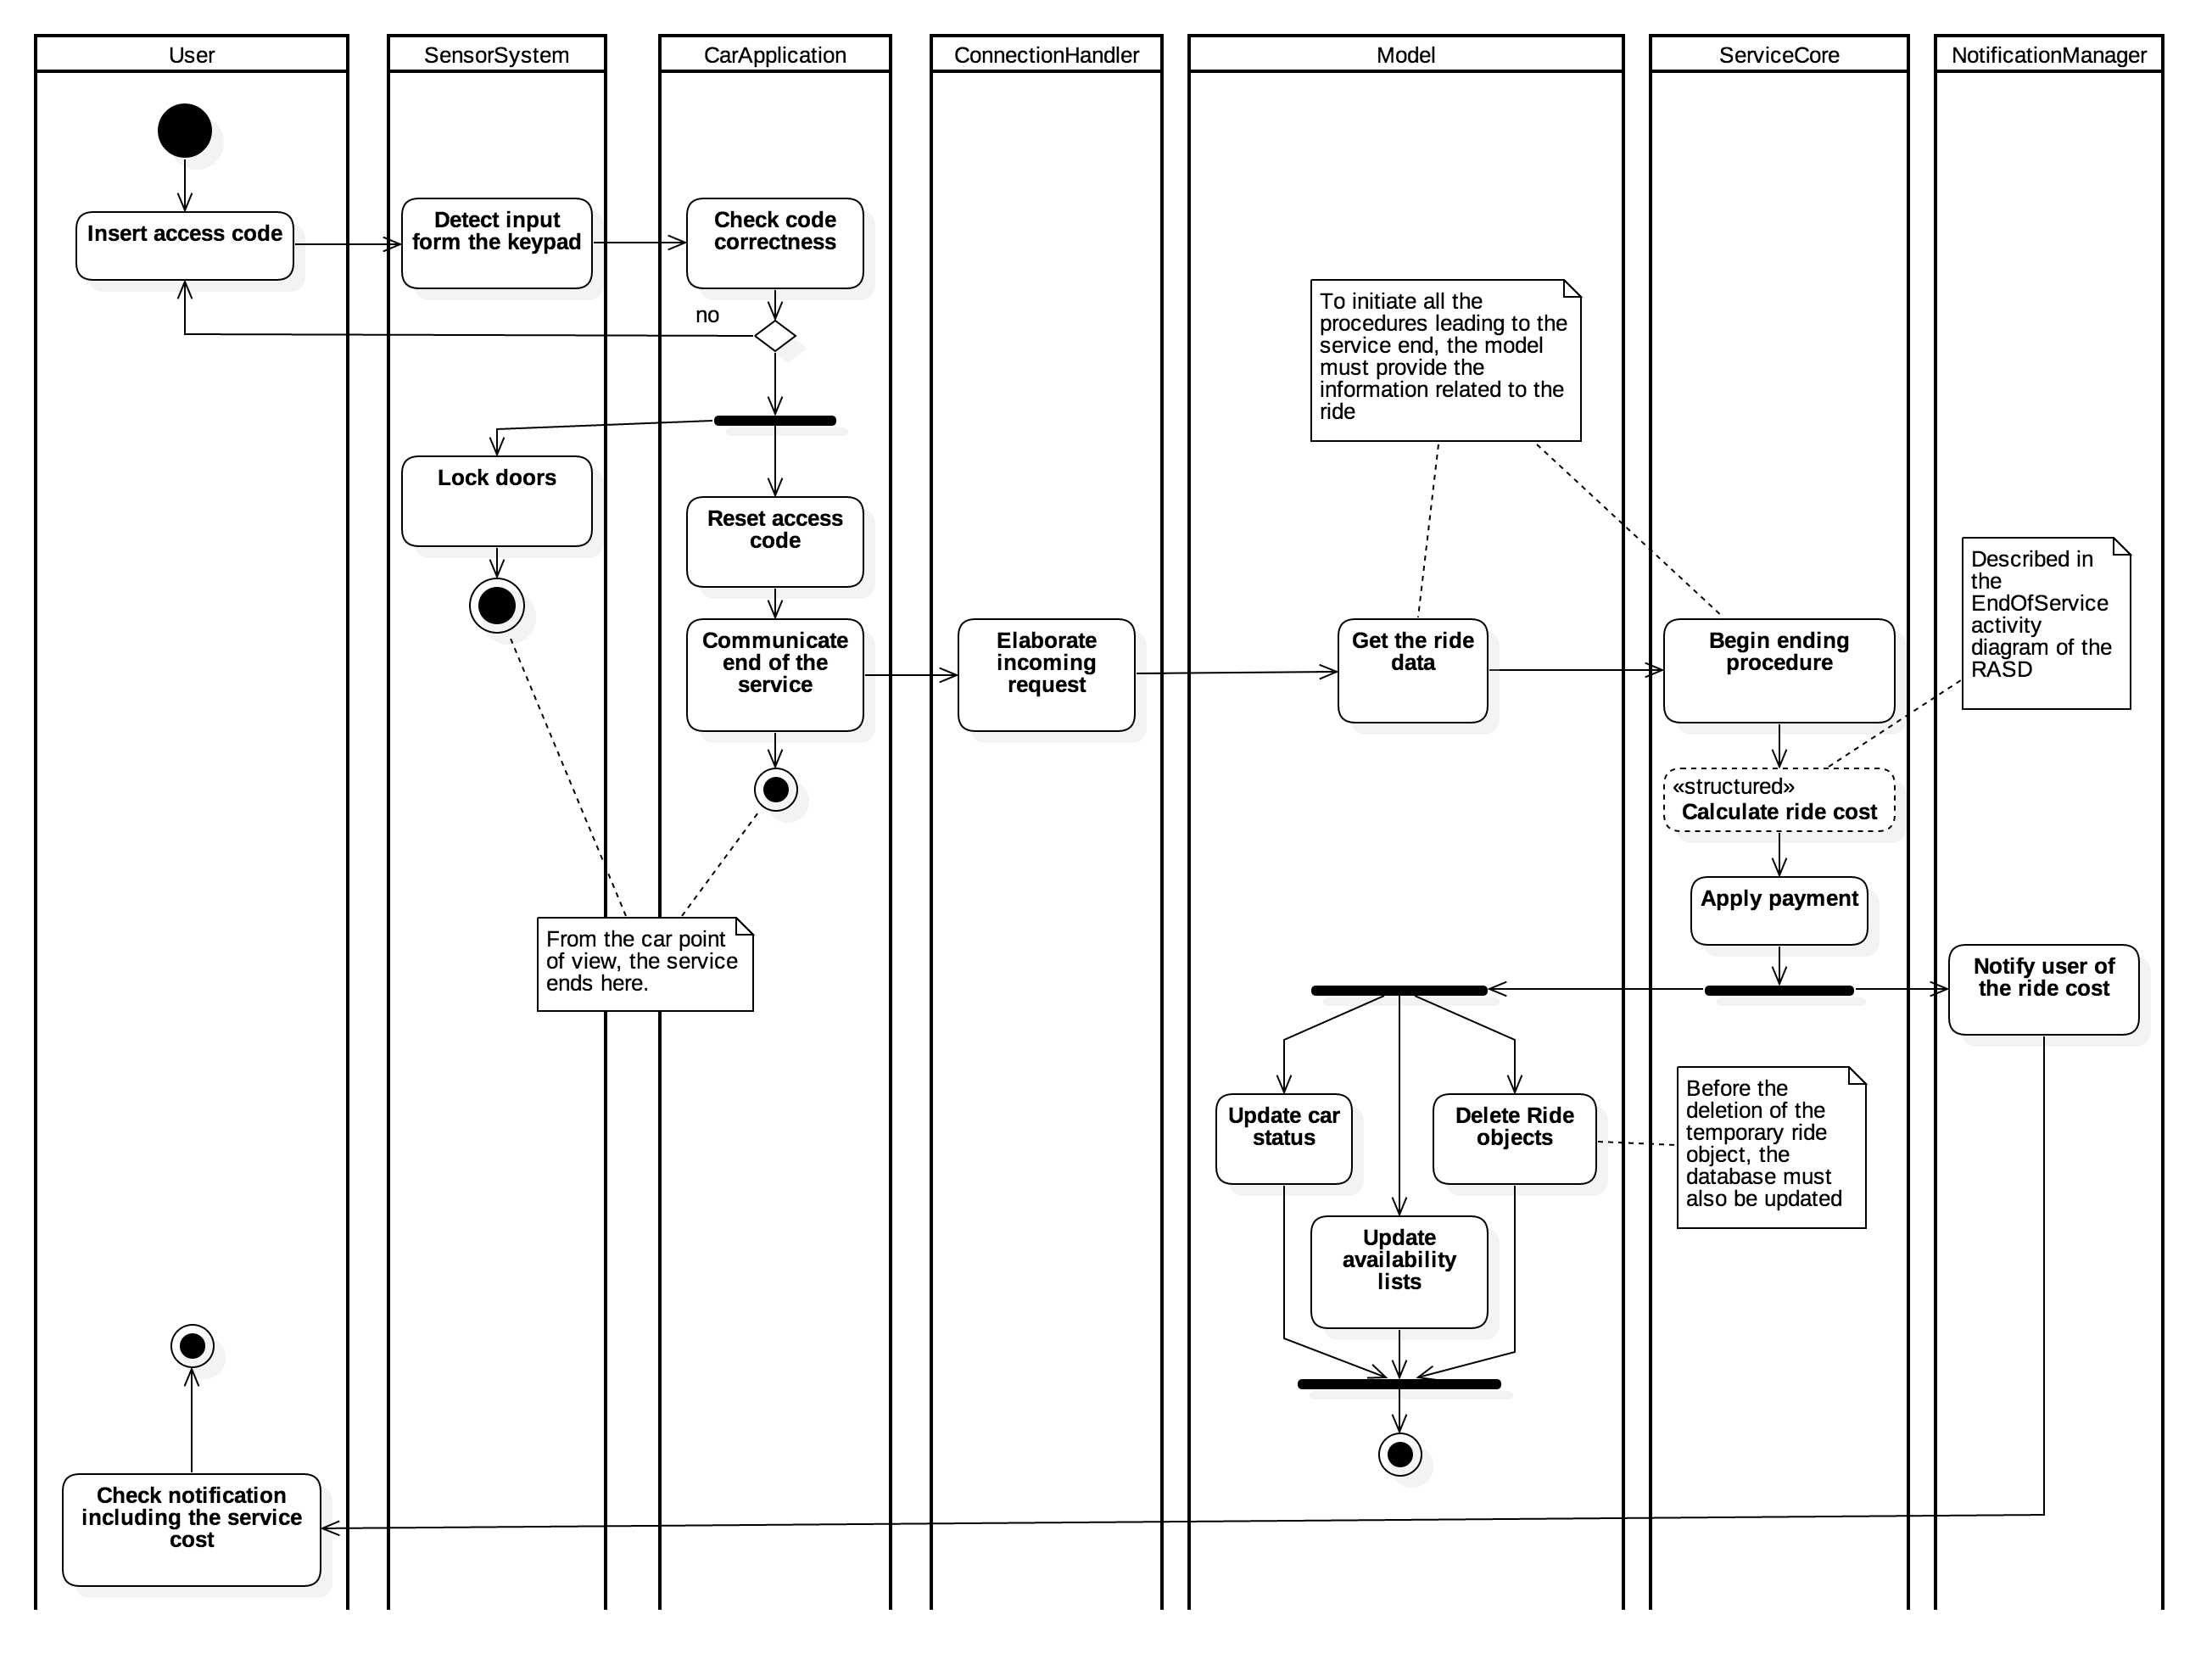 User
SensorSystem
CarApplication
ConnectionHandler
Model
ServiceCore
NotificationManager
Insert access code
Detect input
form the keypad
Check code
correctness
no
To initiate all the
procedures leading to the
service end, the model
must provide the
information related to the
ride
Lock doors
Reset access
code
Described in
the
EndOfService
activity
diagram of the
RASD
Communicate
end of the
service
Elaborate
incoming
request
Get the ride
data
Begin ending
procedure
«structured»
Calculate ride cost
Apply payment
From the car point
of view, the service
ends here.
Notify user of
the ride cost
Update car
status
Delete Ride
objects
Before the
deletion of the
temporary ride
object, the
database must
also be updated
Update
availability
lists
Check notification
including the service
cost